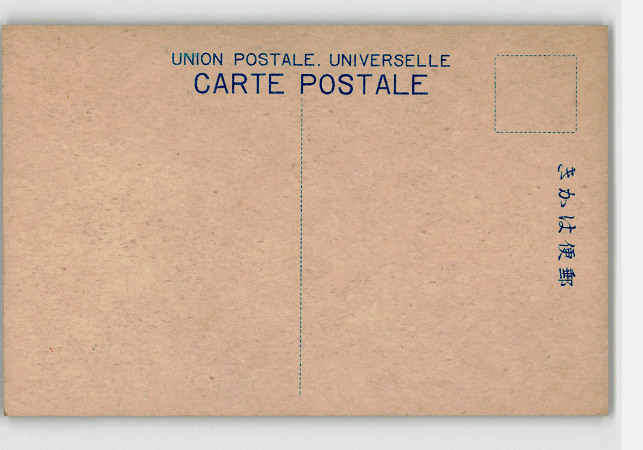 UNION POSTALE. UNIVERSELLE
CARTE POSTALE
郵便はかき